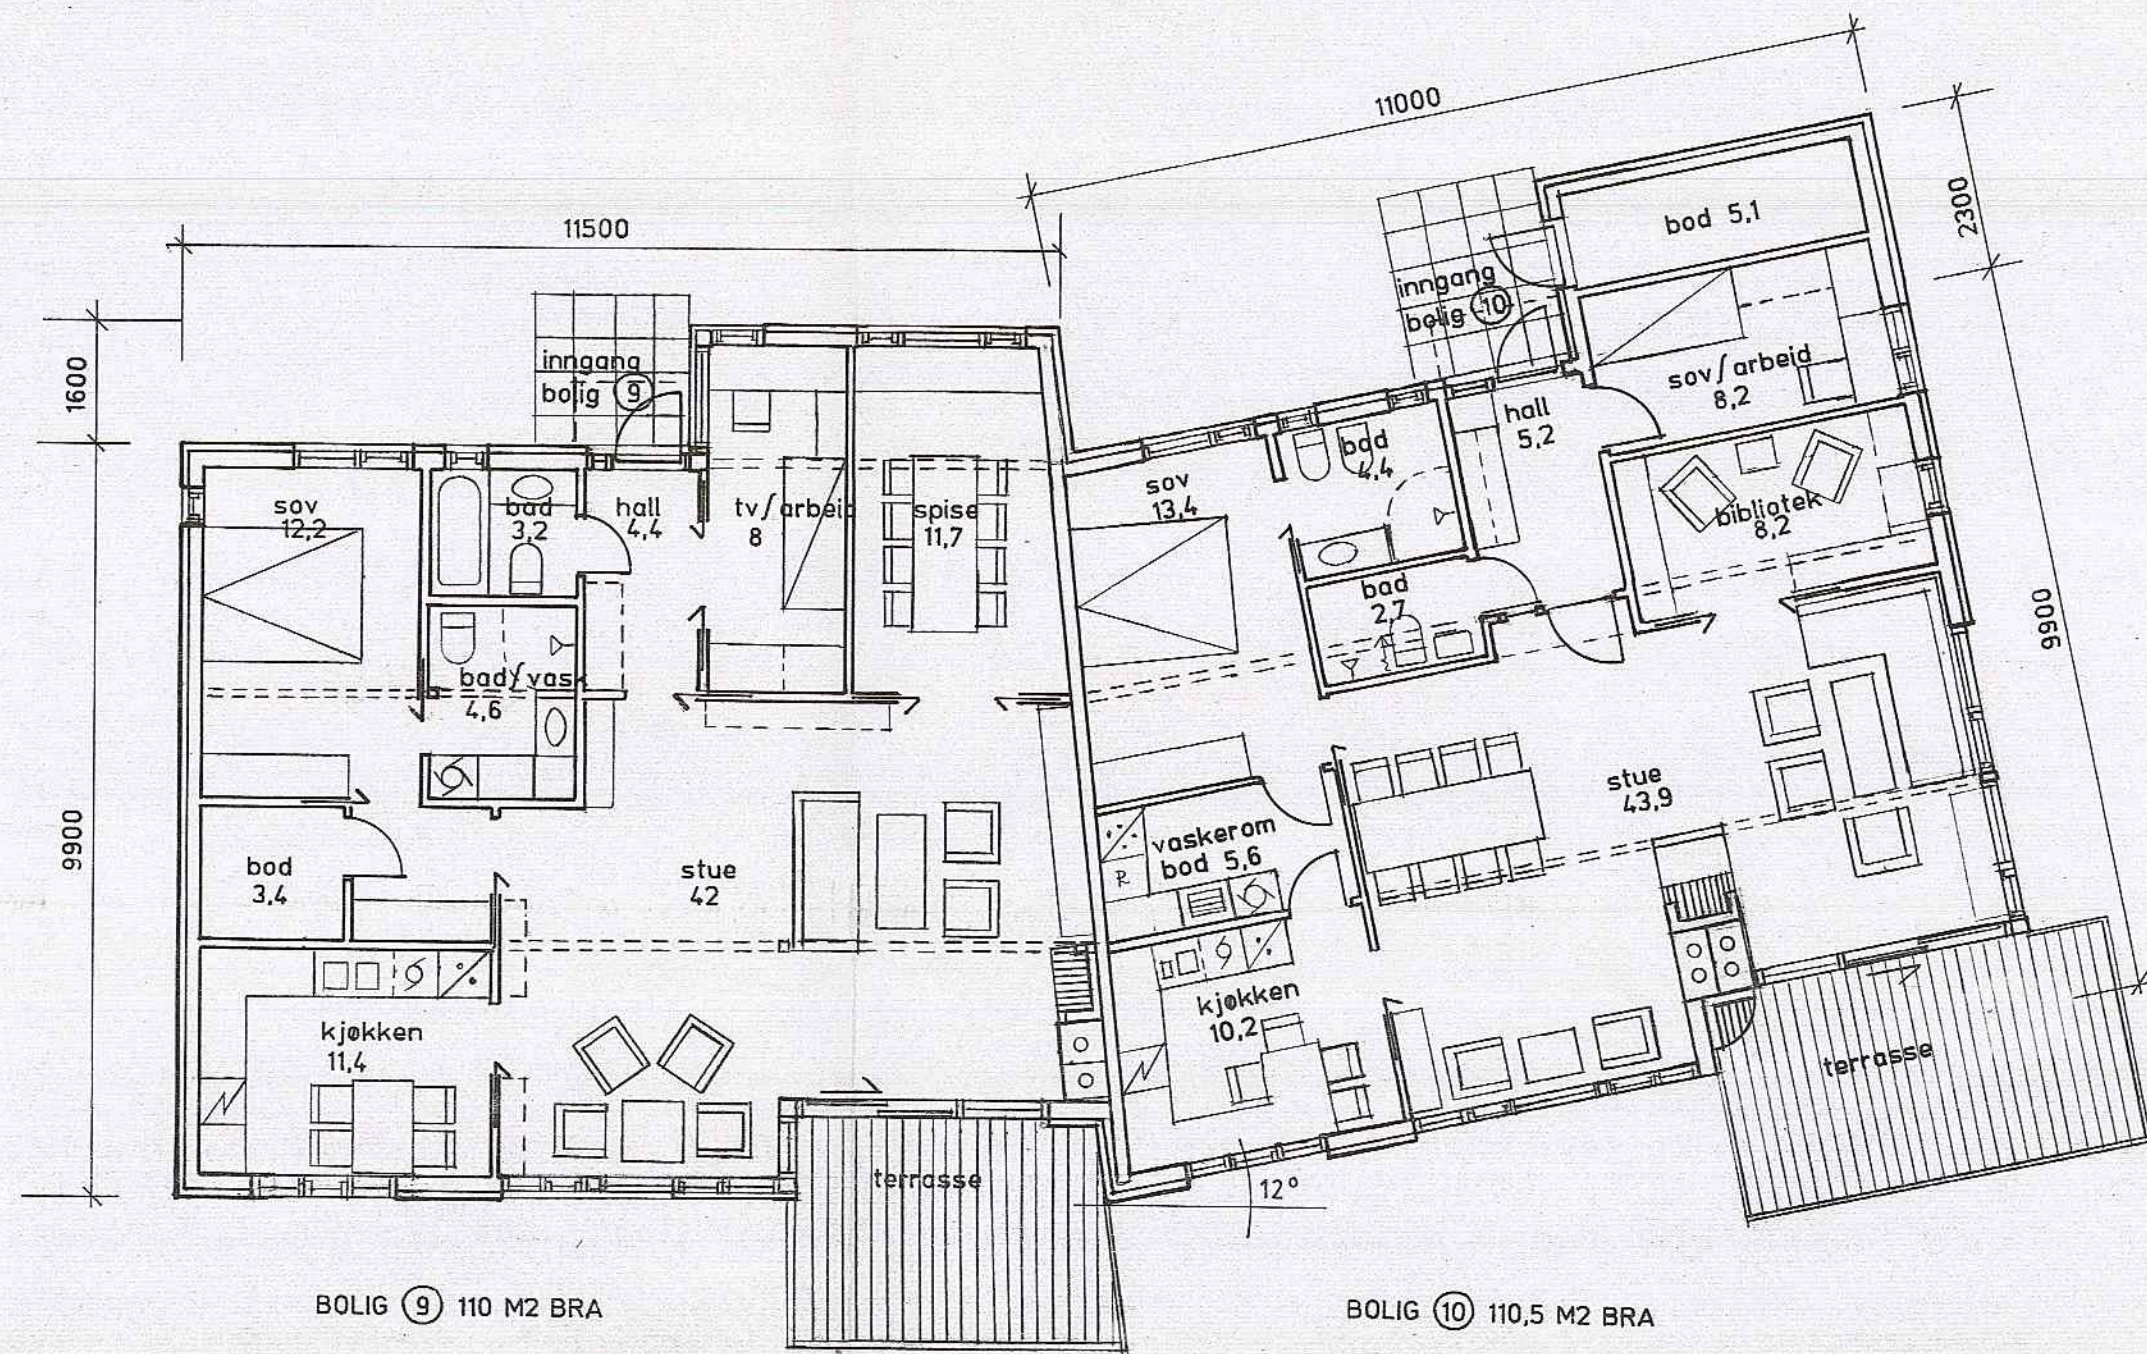 11000
2300
9900
11500
1600
9900
inngang
bolig 9
sov
12,2
bad
3,2
hall
4,4
tv/arbeid
8
spise
11,7
bad/vask
4,6
bod
3,4
stue
42
kjøkken
11,4
terrasse
BOLIG 9 110 M2 BRA
inngang
bolig 10
bod 5,1
sov/arbeid
8,2
hall
5,2
bad
4,4
sov
13,4
bibliotek
8,2
bad
2,7
stue
43,9
vaskerom
bod 5,6
R
kjøkken
10,2
terrasse
12°
BOLIG 10 110,5 M2 BRA